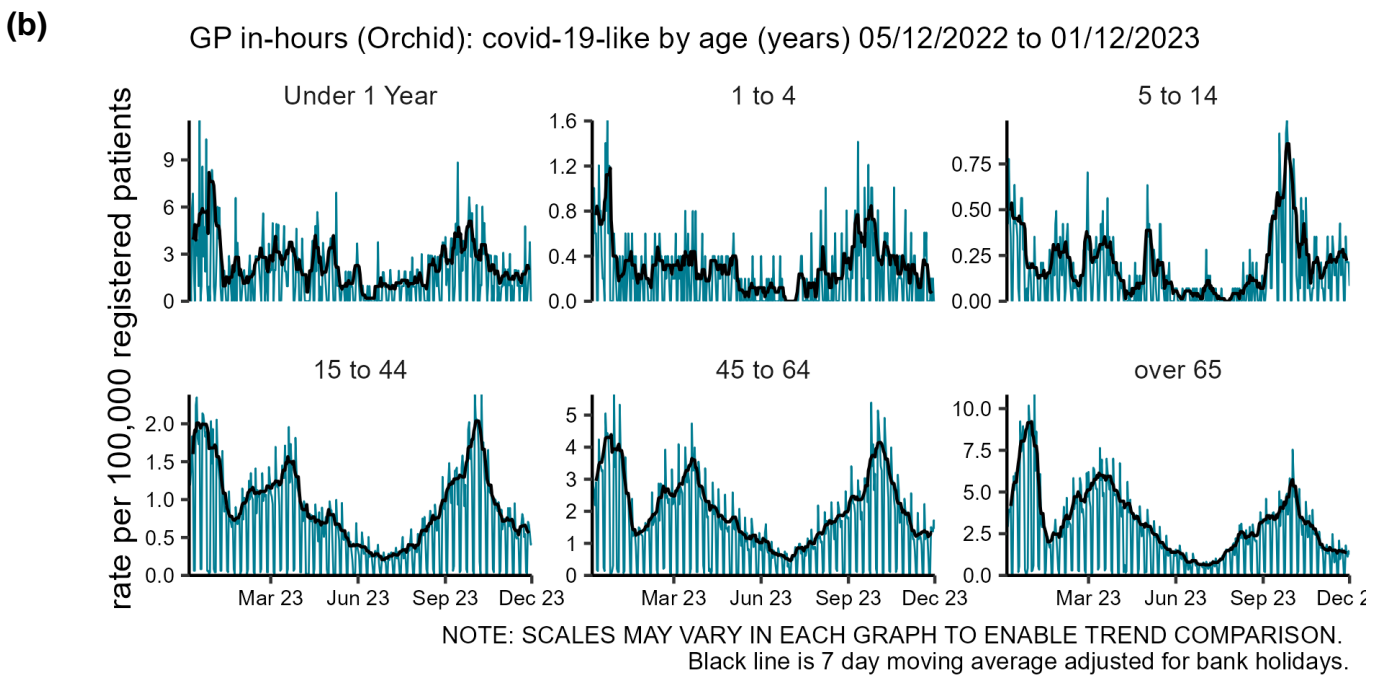 (b)
GP in-hours (Orchid): covid-19-like by age (years) 05/12/2022 to 01/12/2023
rate per 100,000 registered patients
Under 1 Year
1 to 4
5 to 14
9
6
3
0
1.6
1.2
0.8
0.4
0.0
0.75
0.50
0.25
0.00
15 to 44
45 to 64
over 65
2.0
1.5
1.0
0.5
0.0
5
4
3
2
1
0
10.0
7.5
5.0
2.5
0.0
Mar 23 Jun 23 Sep 23 Dec 23
Mar 23 Jun 23 Sep 23 Dec 23
Mar 23 Jun 23 Sep 23 Dec 2
NOTE: SCALES MAY VARY IN EACH GRAPH TO ENABLE TREND COMPARISON.
Black line is 7 day moving average adjusted for bank holidays.